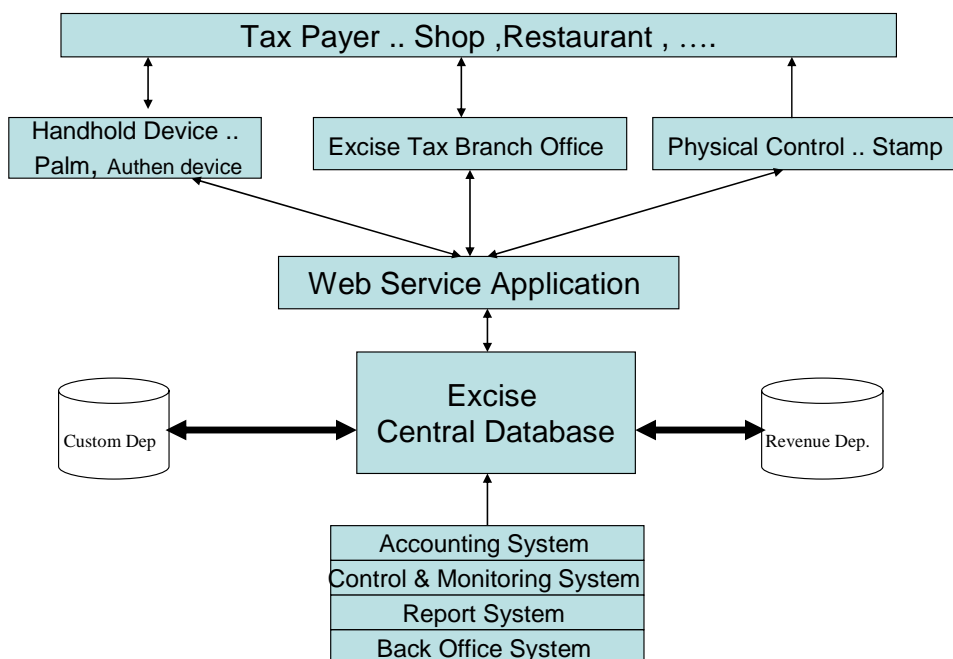 Tax Payer .. Shop ,Restaurant , ….
Handhold Device ..
Palm, Authen device
Excise Tax Branch Office
Physical Control .. Stamp
Web Service Application
Excise
Central Database
Custom Dep
Revenue Dep.
Accounting System
Control & Monitoring System
Report System
Back Office System